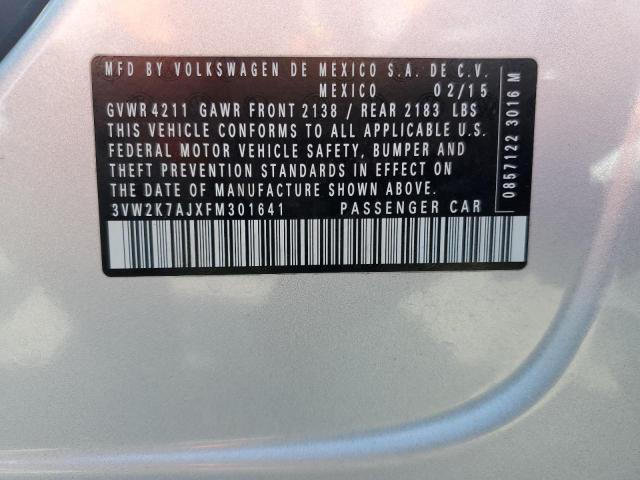 MFD BY VOLKSWAGEN DE MEXICO S.A. DE C.V.
MEXICO 02/15
GVWR 4211 GAWR FRONT 2138 / REAR 2183 LBS
THIS VEHICLE CONFORMS TO ALL APPLICABLE U.S.
FEDERAL MOTOR VEHICLE SAFETY, BUMPER AND
THEFT PREVENTION STANDARDS IN EFFECT ON THE
DATE OF MANUFACTURE SHOWN ABOVE.
3VW2K7AJXFM301641 PASSENGER CAR
0857122 3016 M